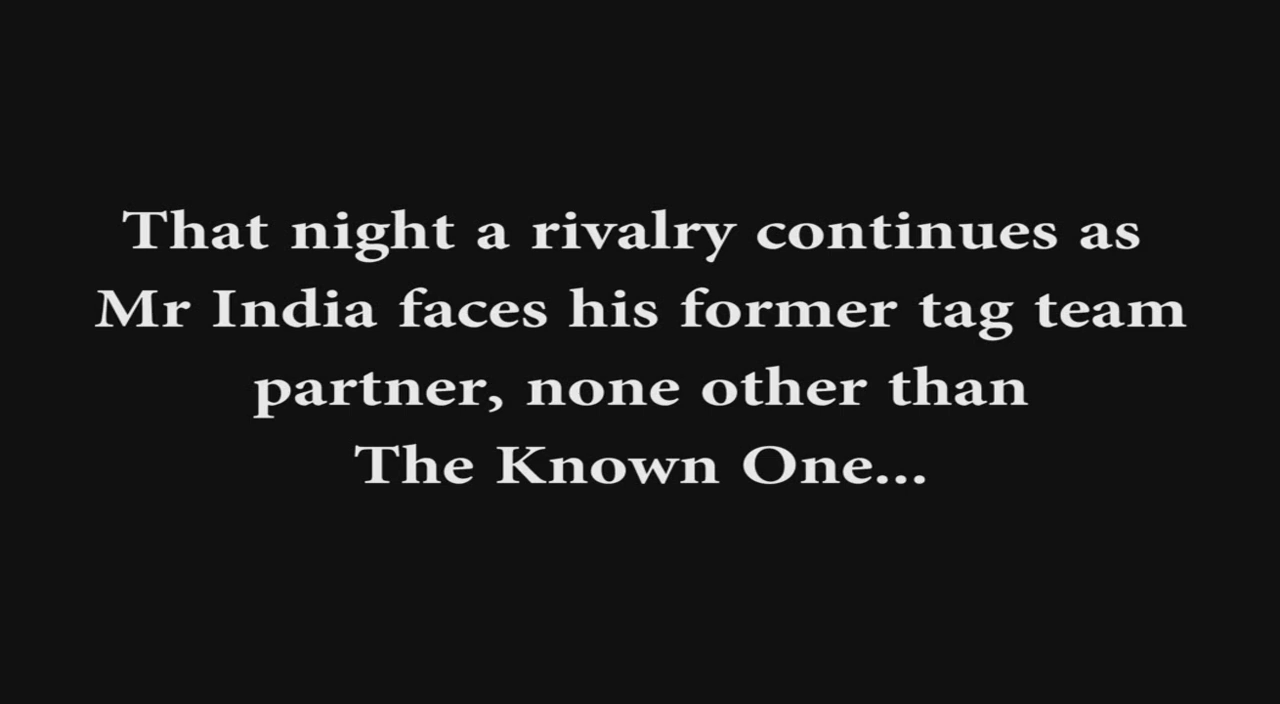 That night a rivalry continues as
Mr India faces his former tag team
partner, none other than
The Known One...